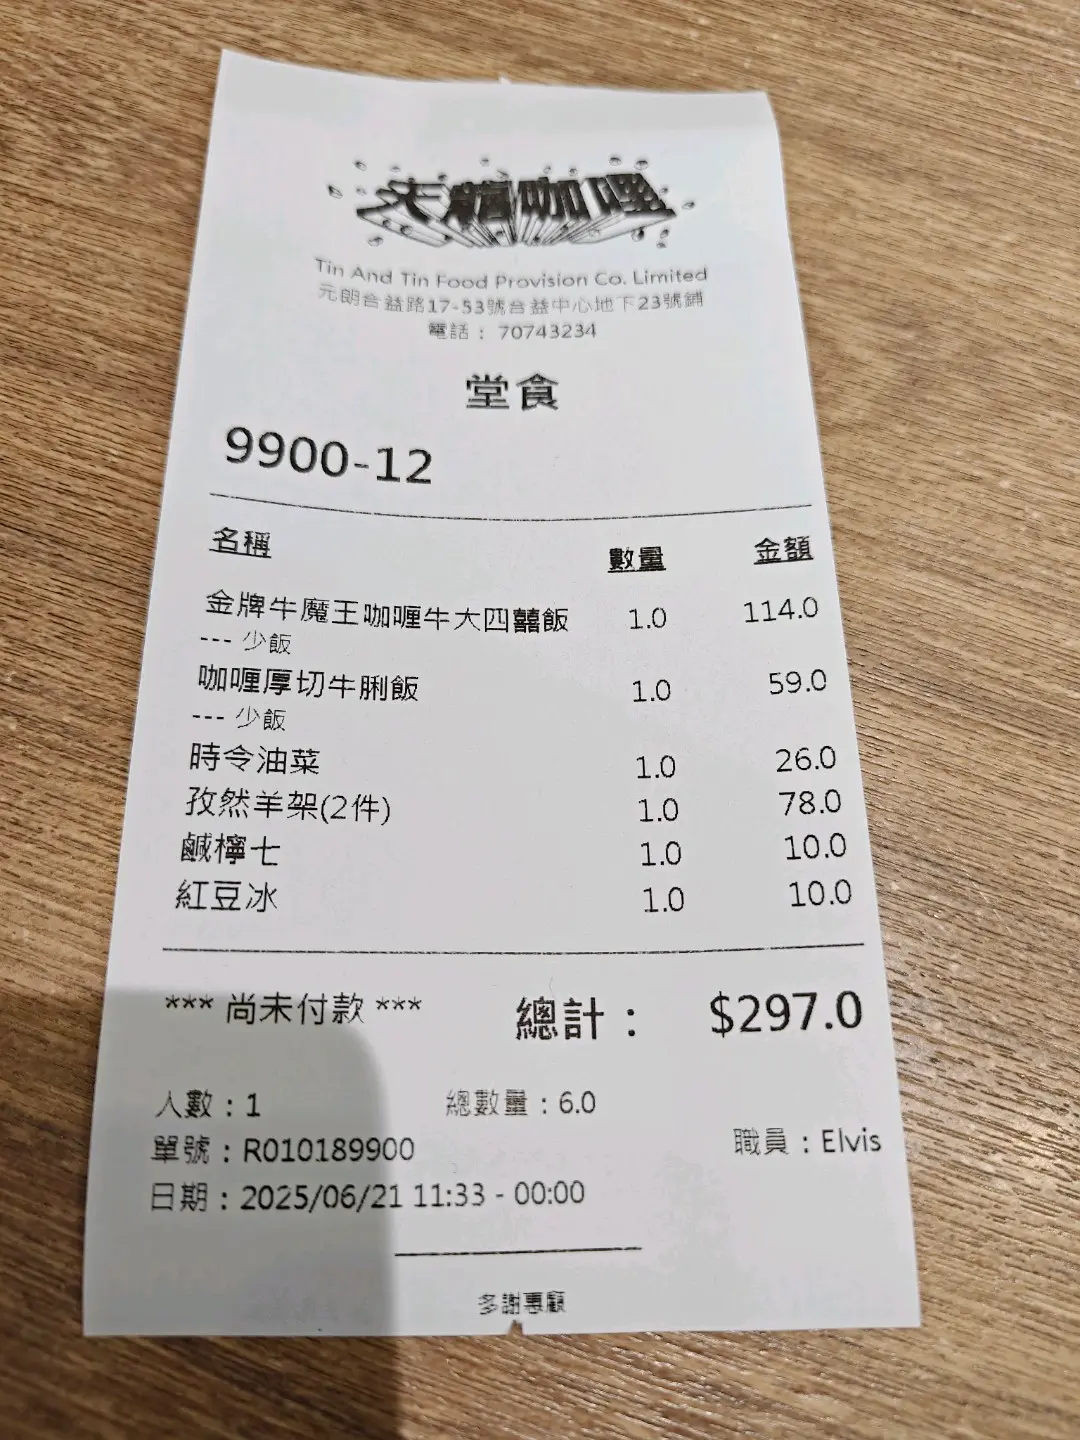 天龍咖喱
Tin And Tin Food Provision Co. Limited
元朗合益路17-53號合益中心地下23號舖
電話： 70743234
堂食
9900-12
名稱 數量 金額
金牌牛魔王咖喱牛大四囍飯 1.0 114.0
--- 少飯
咖喱厚切牛脷飯 1.0 59.0
--- 少飯
時令油菜 1.0 26.0
孜然羊架(2件) 1.0 78.0
鹹檸七 1.0 10.0
紅豆冰 1.0 10.0
*** 尚未付款 *** 總計： $297.0
人數：1 總數量：6.0
單號：R010189900 職員：Elvis
日期：2025/06/21 11:33 - 00:00
多謝惠顧